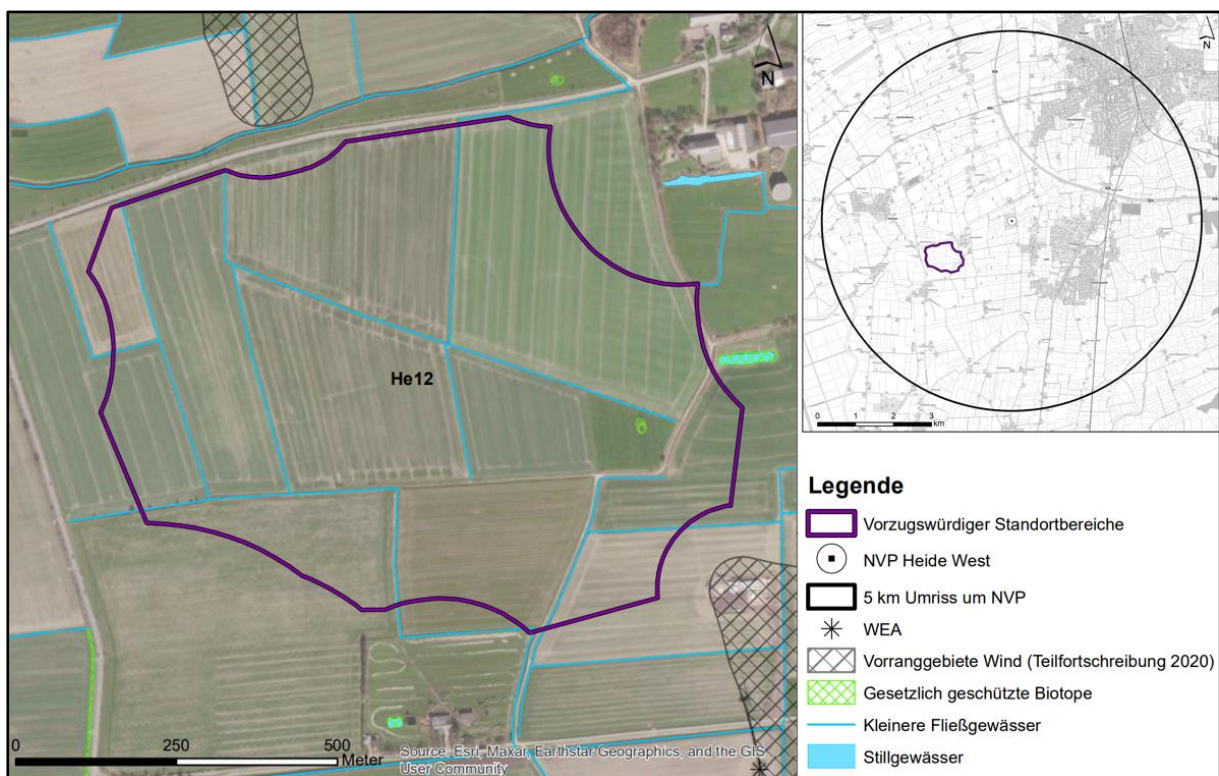 N
He12
0 250 500
Meter
Source: Esri, Maxar, Earthstar Geographics, and the GIS
User Community
N
0 1 2 3
km
Legende
Vorzugswürdiger Standortbereiche
NVP Heide West
5 km Umriss um NVP
WEA
Vorranggebiete Wind (Teilfortschreibung 2020)
Gesetzlich geschützte Biotope
Kleinere Fließgewässer
Stillgewässer